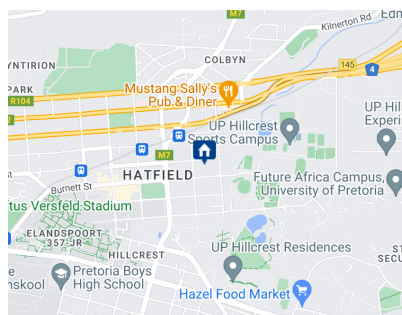 M7
Kilnerton Rd
COLBYN
145
4
YNTIRION
PARK
Mustang Sally's
Pub & Diner
R104
UP Hillcrest
Sports Campus
UP Hill
Experi
M7
HATFIELD
Burnett St
Future Africa Campus,
University of Pretoria
tus Versfeld Stadium
ELANDSPOORT
357-JR
HILLCREST
UP Hillcrest Residences
ST
SECU
Pretoria Boys
High School
nskool
Hazel Food Market